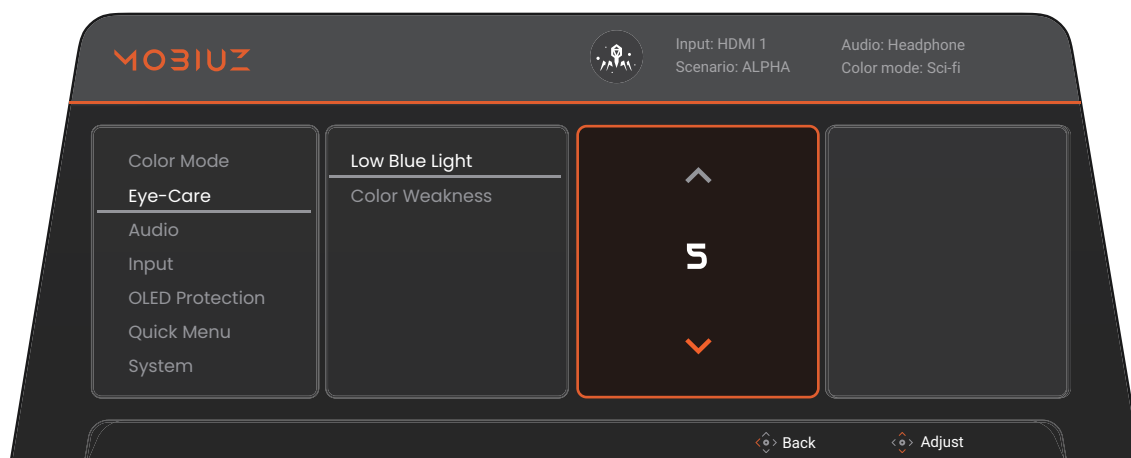 MOBIUZ
Input: HDMI 1
Scenario: ALPHA
Audio: Headphone
Color mode: Sci-fi
Color Mode
Eye-Care
Audio
Input
OLED Protection
Quick Menu
System
Low Blue Light
Color Weakness
5
Back
Adjust